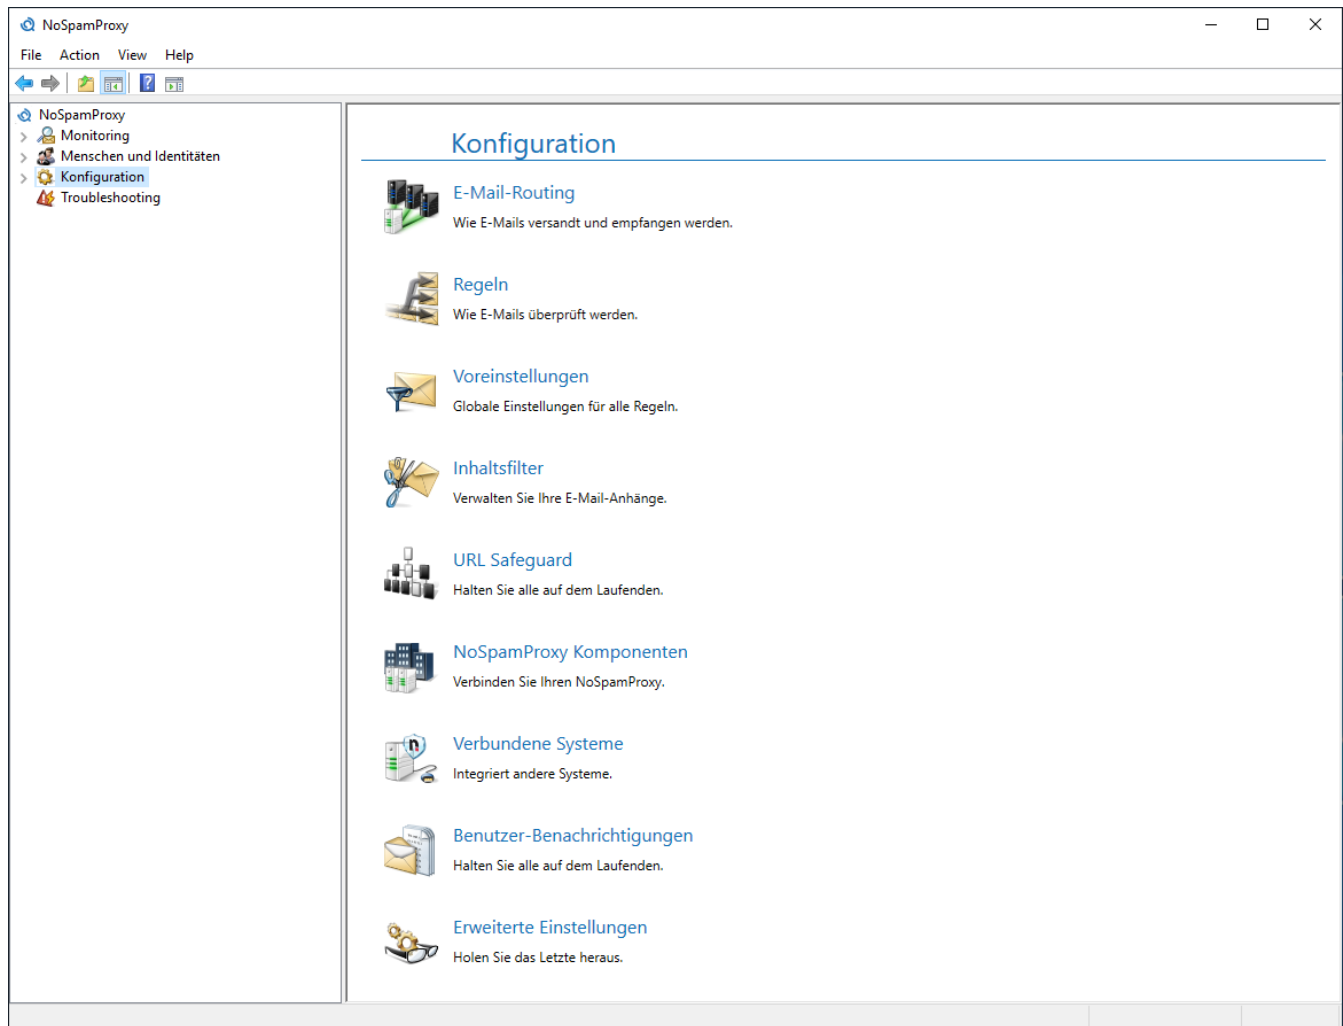 NoSpamProxy
File Action View Help
NoSpamProxy
Monitoring
Menschen und Identitäten
Konfiguration
Troubleshooting
Konfiguration
E-Mail-Routing
Wie E-Mails versandt und empfangen werden.
Regeln
Wie E-Mails überprüft werden.
Voreinstellungen
Globale Einstellungen für alle Regeln.
Inhaltsfilter
Verwalten Sie Ihre E-Mail-Anhänge.
URL Safeguard
Halten Sie alle auf dem Laufenden.
NoSpamProxy Komponenten
Verbinden Sie Ihren NoSpamProxy.
Verbundene Systeme
Integriert andere Systeme.
Benutzer-Benachrichtigungen
Halten Sie alle auf dem Laufenden.
Erweiterte Einstellungen
Holen Sie das Letzte heraus.